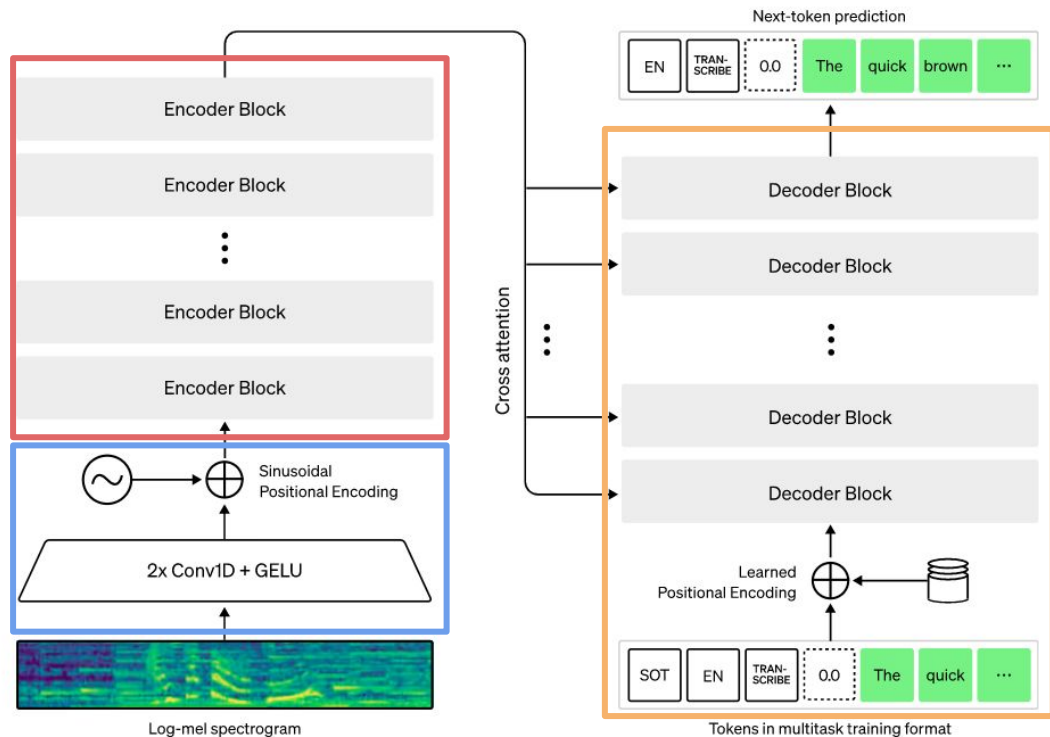 Next-token prediction
EN TRAN-SCRIBE 0.0 The quick brown ...
Encoder Block
Encoder Block
Encoder Block
Encoder Block
Sinusoidal
Positional Encoding
2x Conv1D + GELU
Log-mel spectrogram
Cross attention
Decoder Block
Decoder Block
Decoder Block
Decoder Block
Learned
Positional Encoding
SOT EN TRAN-SCRIBE 0.0 The quick ...
Tokens in multitask training format